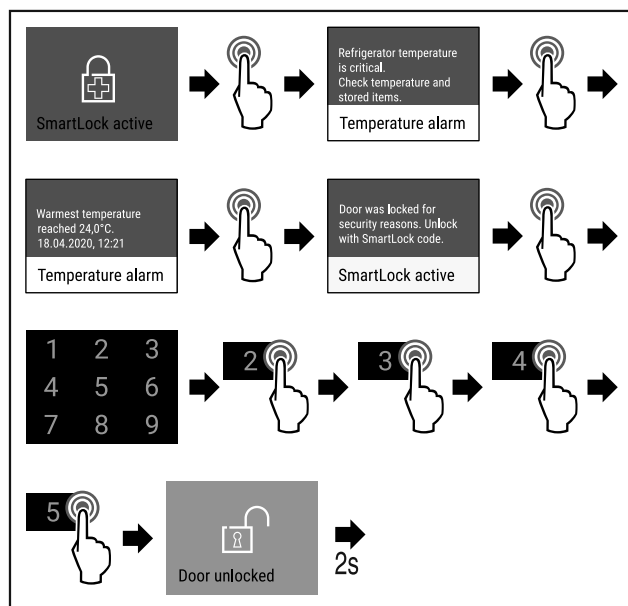 SmartLock active
Refrigerator temperature
is critical.
Check temperature and
stored items.
Temperature alarm
Warmest temperature
reached 24,0°C.
18.04.2020, 12:21
Temperature alarm
Door was locked for
security reasons. Unlock
with SmartLock code.
SmartLock active
1 2 3
4 5 6
7 8 9
2
3
4
5
Door unlocked
2s